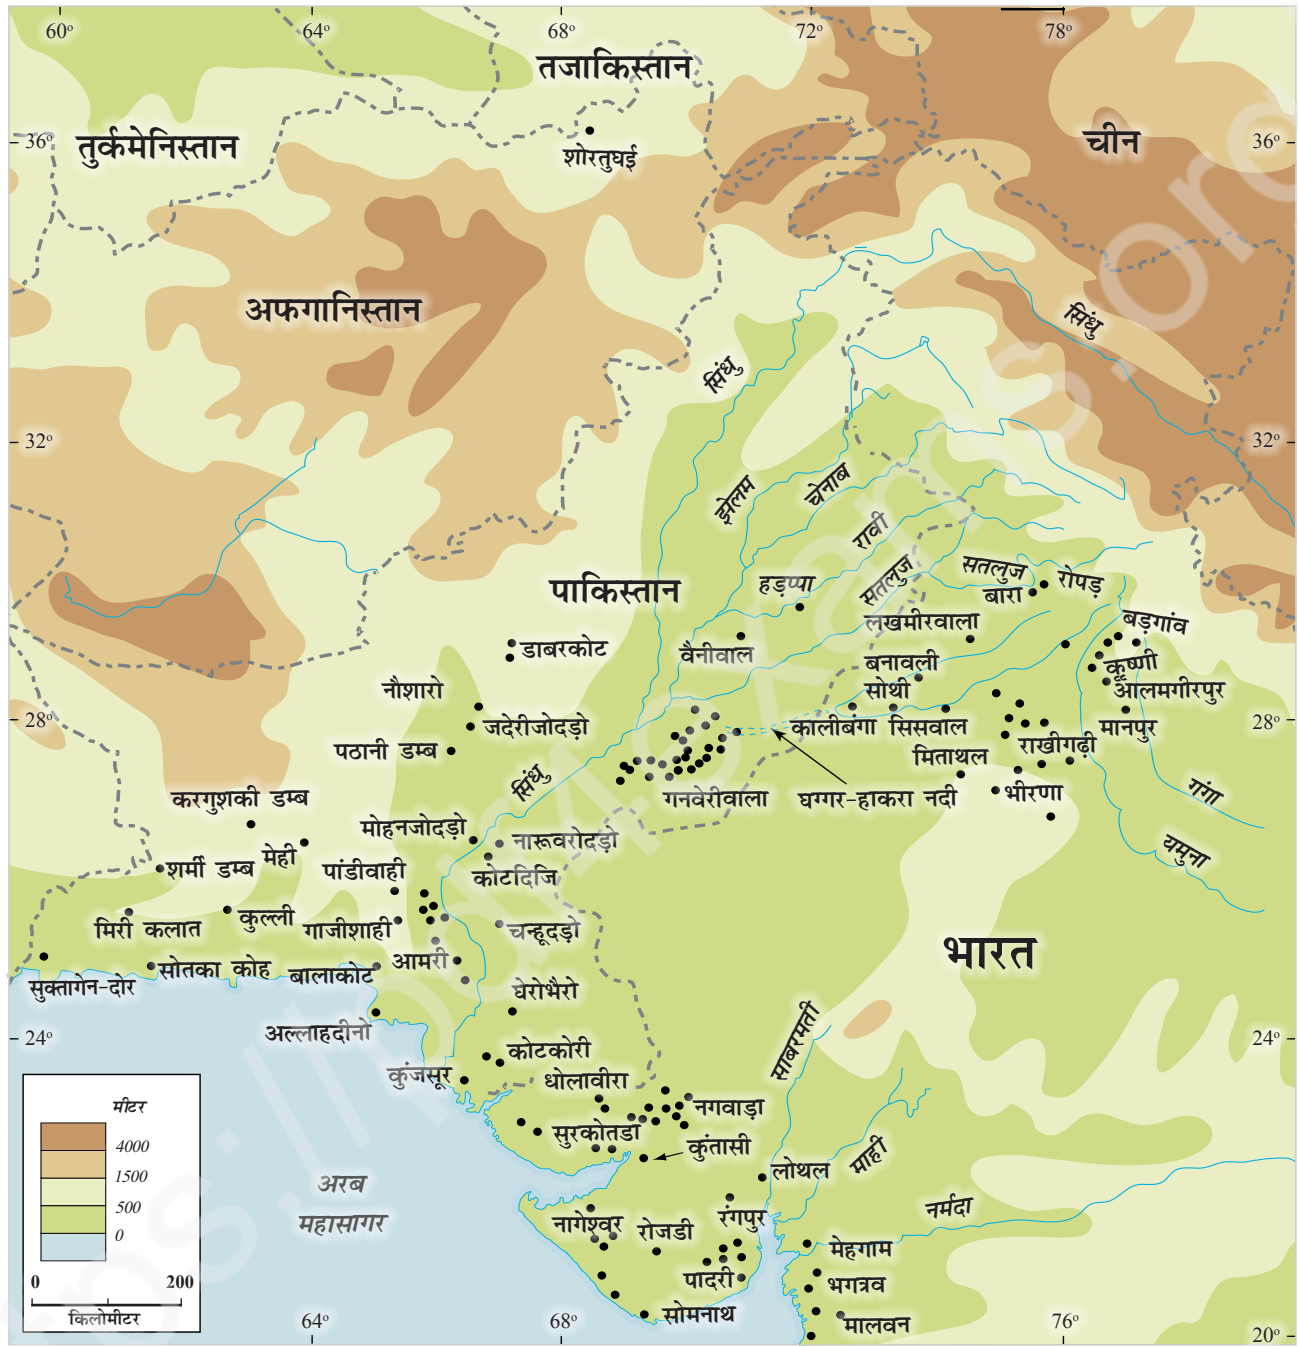 60° 64° 68° 72° 78°
तजाकिस्तान
तुर्कमेनिस्तान
चीन
36° 36°
शोरतुघई
अफगानिस्तान
सिंधु
सिंधु
32° 32°
झेलम
चेनाब
रावी
सतलुज
सतलुज
पाकिस्तान
हड़प्पा
बारा
रोपड़
लखमीरवाला
बड़गांव
डाबरकोट
वैनीवाल
बनावली
कृष्णी
नौशारो
सोथी
आलमगीरपुर
28° 28°
जदेरीजोदड़ो
कालीबंगा सिसवाल
मानपुर
पठानी डम्ब
राखीगढ़ी
मिताथल
सिंधु
गनवेरीवाला
घग्गर-हाकरा नदी
भीरणा
गंगा
करगुशकी डम्ब
मोहनजोदड़ो
नारूवरोदड़ो
मेही
यमुना
शर्मी डम्ब
पांडीवाही
कोटदिजि
मिरी कलात
कुल्ली
गाजीशाही
चन्हूदड़ो
भारत
सुक्तागेन-दोर
सोतका कोह
बालाकोट
आमरी
घेरोभैरो
अल्लाहदीनो
24° 24°
कोटकोरी
साबरमती
कुंजसूर
धोलावीरा
नगवाड़ा
सुरकोतडा
कुंतासी
माही
लोथल
मीटर
4000
1500
500
0
अरब
महासागर
नागेश्वर
रोजडी
रंगपुर
नर्मदा
मेहगाम
पादरी
भगत्रव
0 200
किलोमीटर
सोमनाथ
मालवन
64° 68° 76° 20°